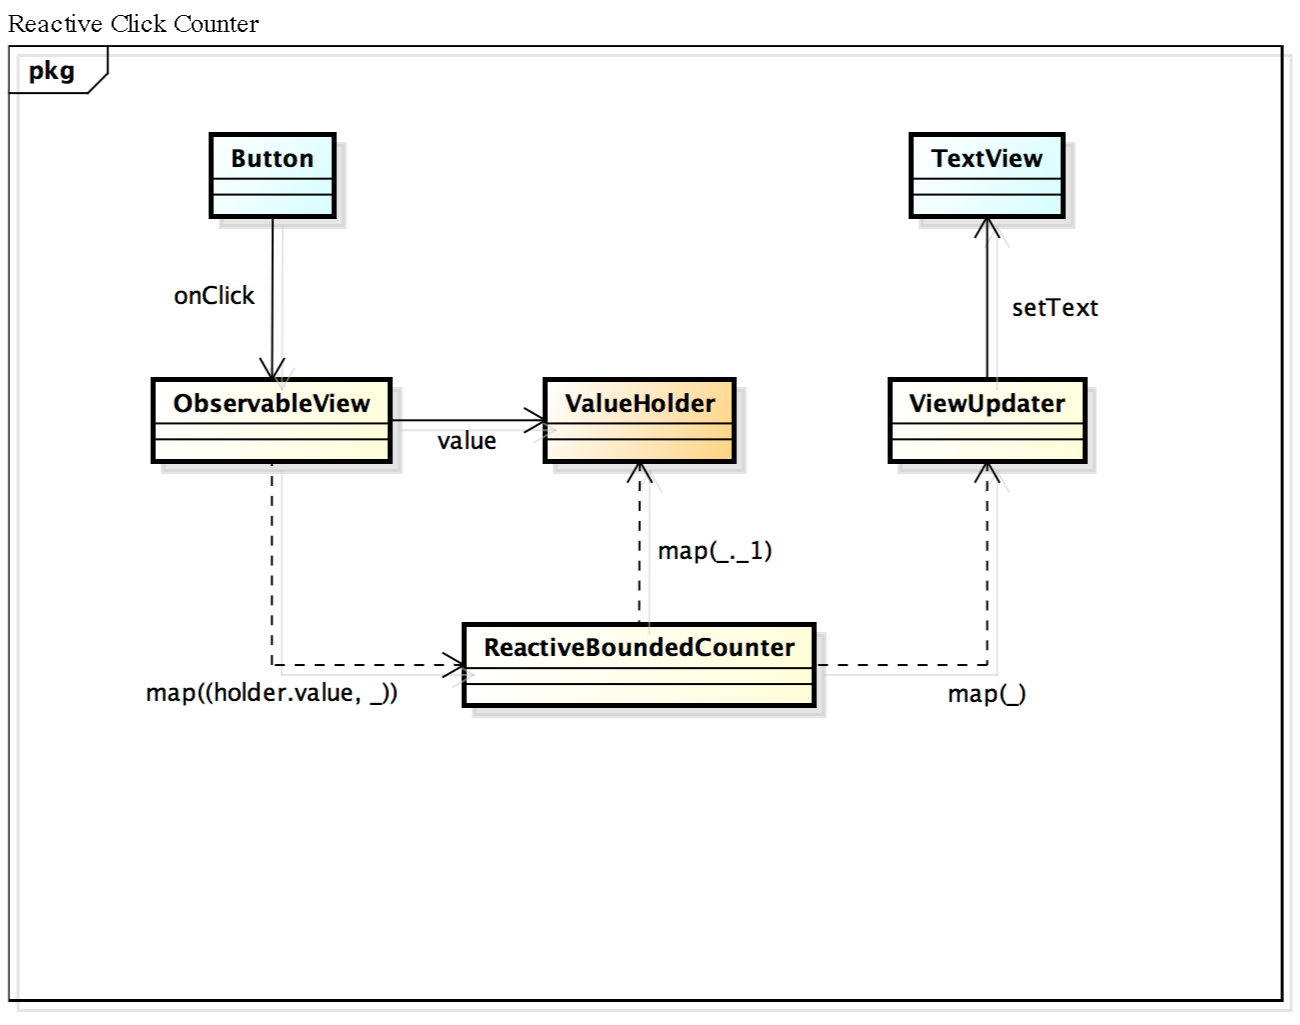 Reactive Click Counter
pkg
Button
TextView
onClick
setText
ObservableView
ValueHolder
ViewUpdater
value
map(_._1)
ReactiveBoundedCounter
map((holder.value, _))
map(_)